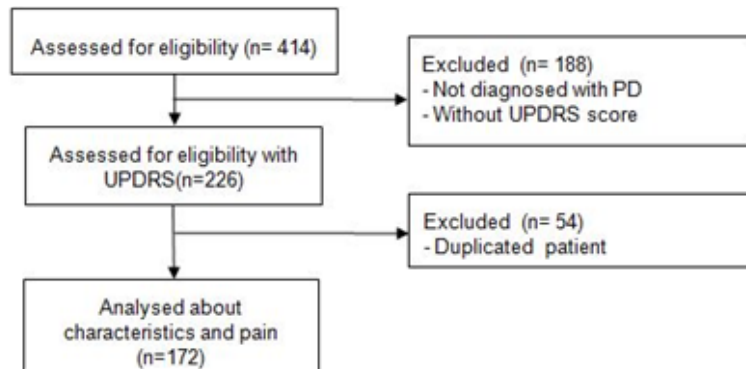 Assessed for eligibility (n= 414)
Excluded (n= 188)
- Not diagnosed with PD
- Without UPDRS score
Assessed for eligibility with
UPDRS(n=226)
Excluded (n= 54)
- Duplicated patient
Analysed about
characteristics and pain
(n=172)